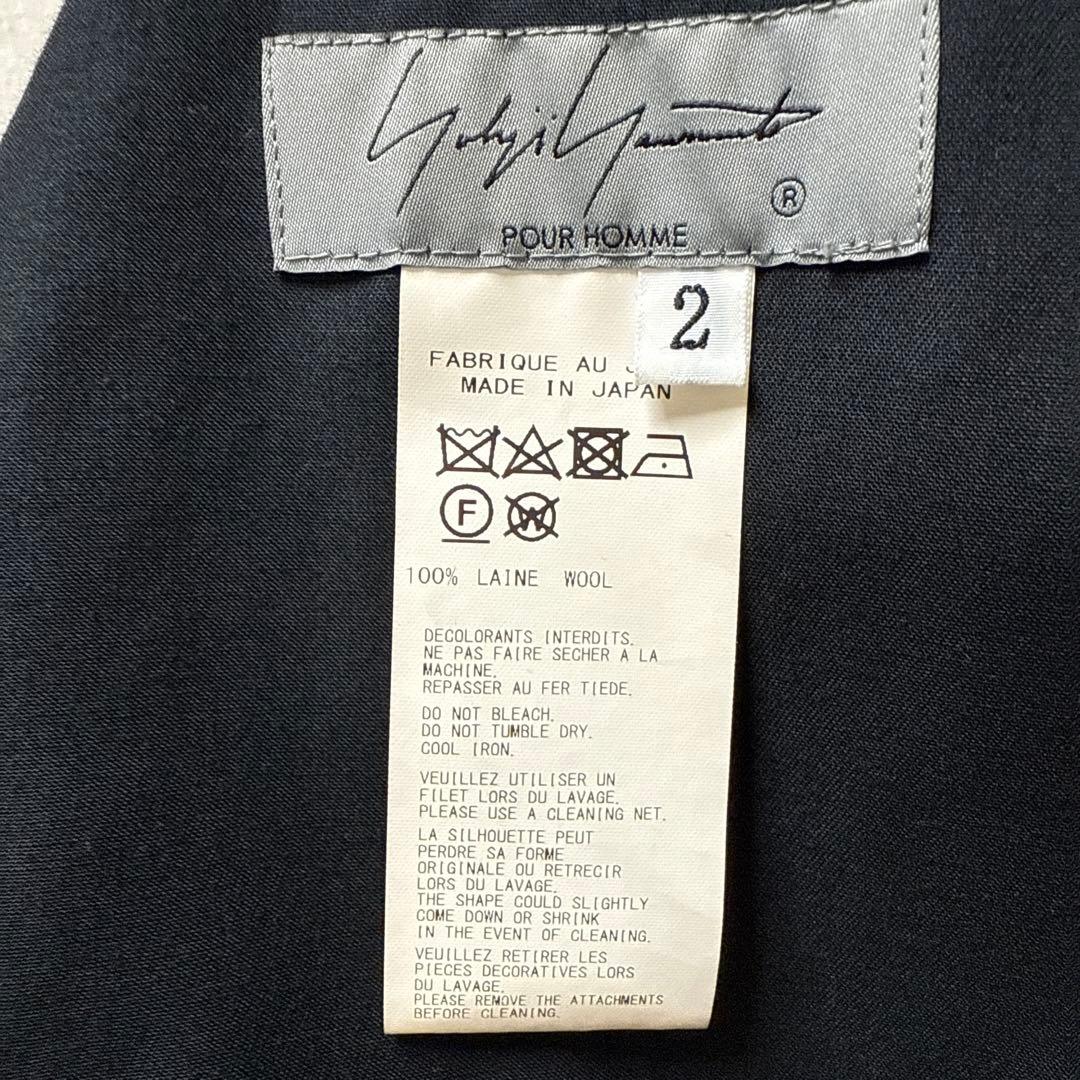 Yohji Yamamoto
®
POUR HOMME
2
FABRIQUE AU J
MADE IN JAPAN
F
W
100% LAINE WOOL
DECOLORANTS INTERDITS.
NE PAS FAIRE SECHER A LA
MACHINE.
REPASSER AU FER TIEDE.
DO NOT BLEACH.
DO NOT TUMBLE DRY.
COOL IRON.
VEUILLEZ UTILISER UN
FILET LORS DU LAVAGE.
PLEASE USE A CLEANING NET.
LA SILHOUETTE PEUT
PERDRE SA FORME
ORIGINALE OU RETRECIR
LORS DU LAVAGE.
THE SHAPE COULD SLIGHTLY
COME DOWN OR SHRINK
IN THE EVENT OF CLEANING.
VEUILLEZ RETIRER LES
PIECES DECORATIVES LORS
DU LAVAGE.
PLEASE REMOVE THE ATTACHMENTS
BEFORE CLEANING.